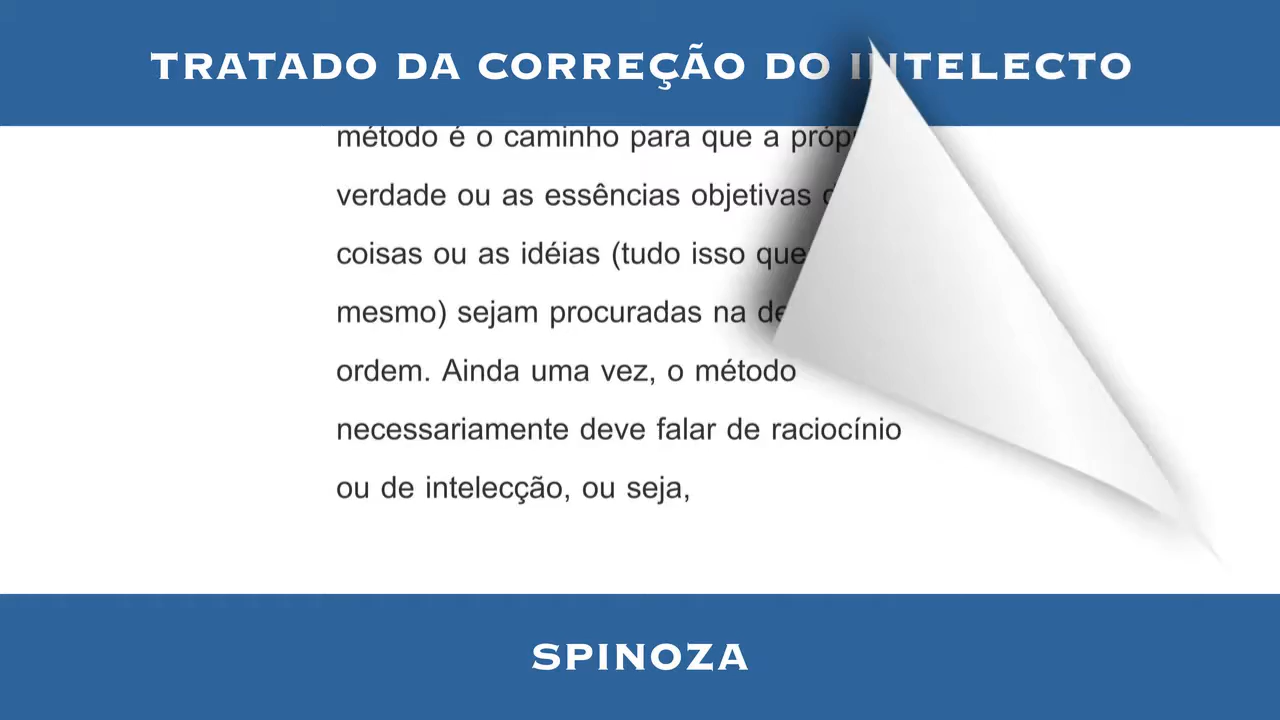 TRATADO DA CORREÇÃO DO INTELECTO
método é o caminho para que a
verdade ou as essências objetivas
coisas ou as idéias (tudo isso que
mesmo) sejam procuradas na
ordem. Ainda uma vez, o método
necessariamente deve falar de raciocínio
ou de intelecção, ou seja,
SPINOZA